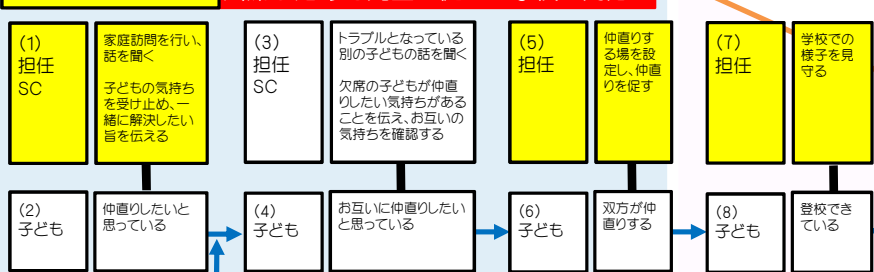 (1)
担任
SC
家庭訪問を行い、
話を聞く
子どもの気持ち
を受け止め、一
緒に解決したい
旨を伝える
(3)
担任
SC
トラブルとなっている
別の子どもの話を聞く
欠席の子どもが仲直
りしたい気持ちがある
ことを伝え、お互いの
気持ちを確認する
(5)
担任
仲直りす
る場を設
定し、仲直
りを促す
(7)
担任
学校での
様子を見
守る
(2)
子ども
仲直りしたいと
思っている
(4)
子ども
お互いに仲直りしたい
と思っている
(6)
子ども
双方が仲
直りする
(8)
子ども
登校でき
ている